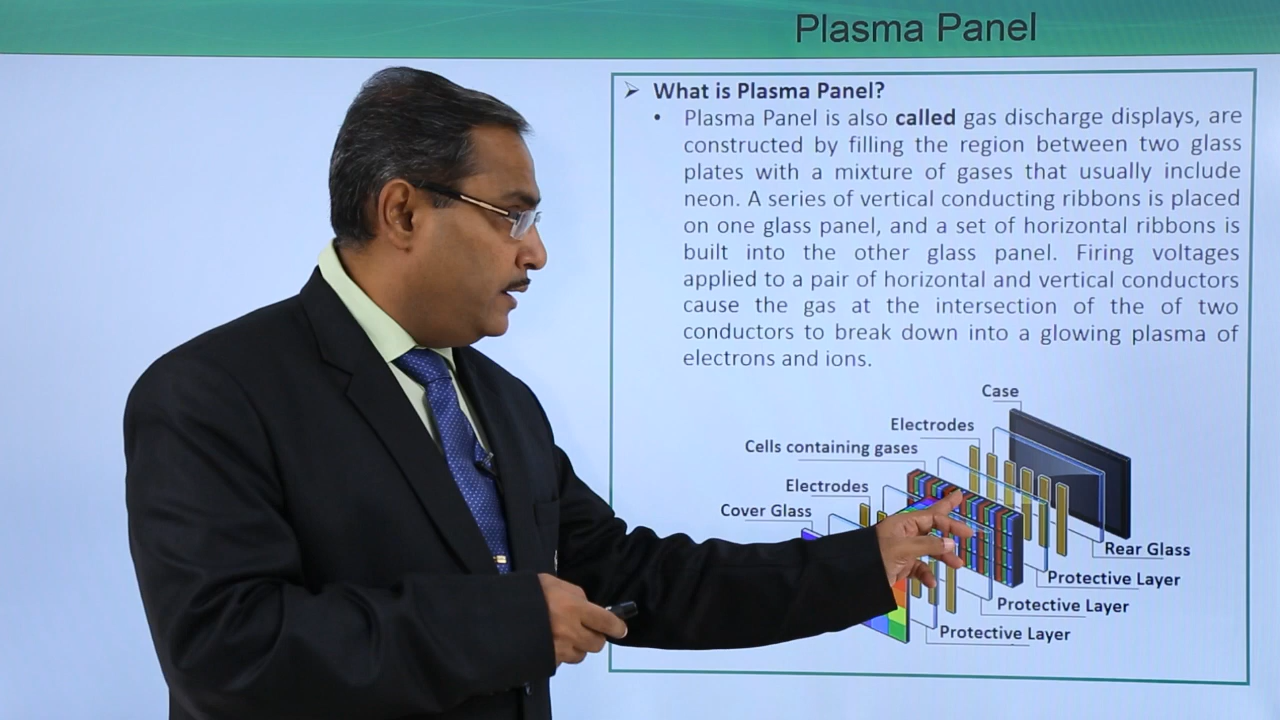 Plasma Panel
➢ What is Plasma Panel?
• Plasma Panel is also called gas discharge displays, are
constructed by filling the region between two glass
plates with a mixture of gases that usually include
neon. A series of vertical conducting ribbons is placed
on one glass panel, and a set of horizontal ribbons is
built into the other glass panel. Firing voltages
applied to a pair of horizontal and vertical conductors
cause the gas at the intersection of the of two
conductors to break down into a glowing plasma of
electrons and ions.
Case
Electrodes
Cells containing gases
Electrodes
Cover Glass
Rear Glass
Protective Layer
Protective Layer
Protective Layer